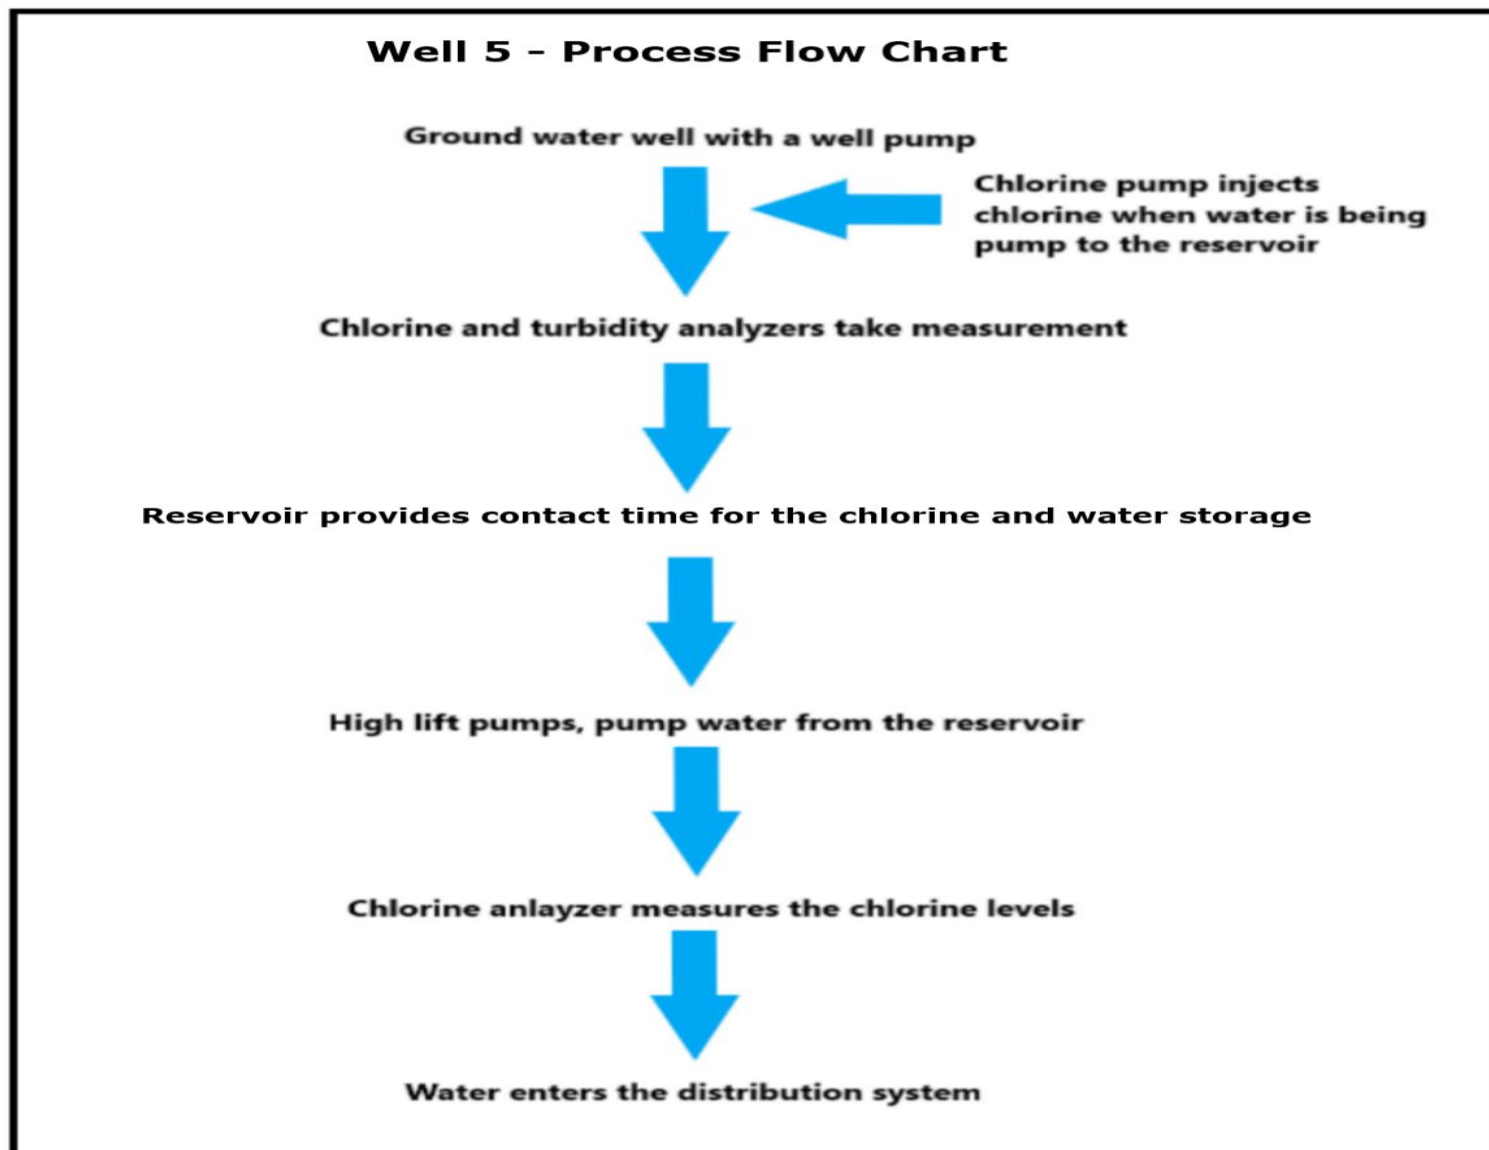 Well 5 – Process Flow Chart
Ground water well with a well pump
Chlorine pump injects
chlorine when water is being
pump to the reservoir
Chlorine and turbidity analyzers take measurement
Reservoir provides contact time for the chlorine and water storage
High lift pumps, pump water from the reservoir
Chlorine anlayzer measures the chlorine levels
Water enters the distribution system